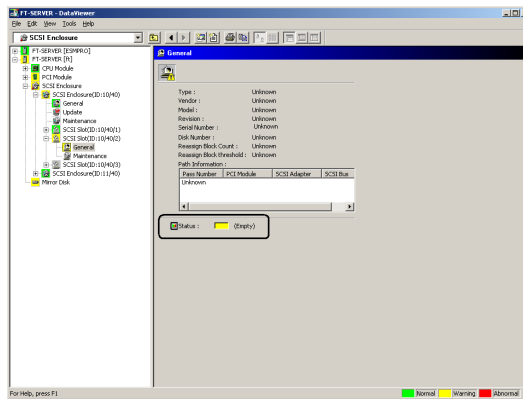 FT-SERVER - DataViewer
File Edit View Tools Help
SCSI Enclosure
FT-SERVER [ESMPRO]
FT-SERVER [ft]
CPU Module
PCI Module
SCSI Enclosure
SCSI Enclosure(ID:10/40)
General
Update
Maintenance
SCSI Slot(ID:10/40/1)
SCSI Slot(ID:10/40/2)
General
Maintenance
SCSI Slot(ID:10/40/3)
SCSI Enclosure(ID:11/40)
Mirror Disk
General
Type : Unknown
Vendor : Unknown
Model : Unknown
Revision : Unknown
Serial Number : Unknown
Disk Number : Unknown
Reassign Block Count : Unknown
Reassign Block threshold : Unknown
Path Information :
Pass Number PCI Module SCSI Adapter SCSI Bus
Unknown
Status : (Empty)
For Help, press F1
Normal Warning Abnormal